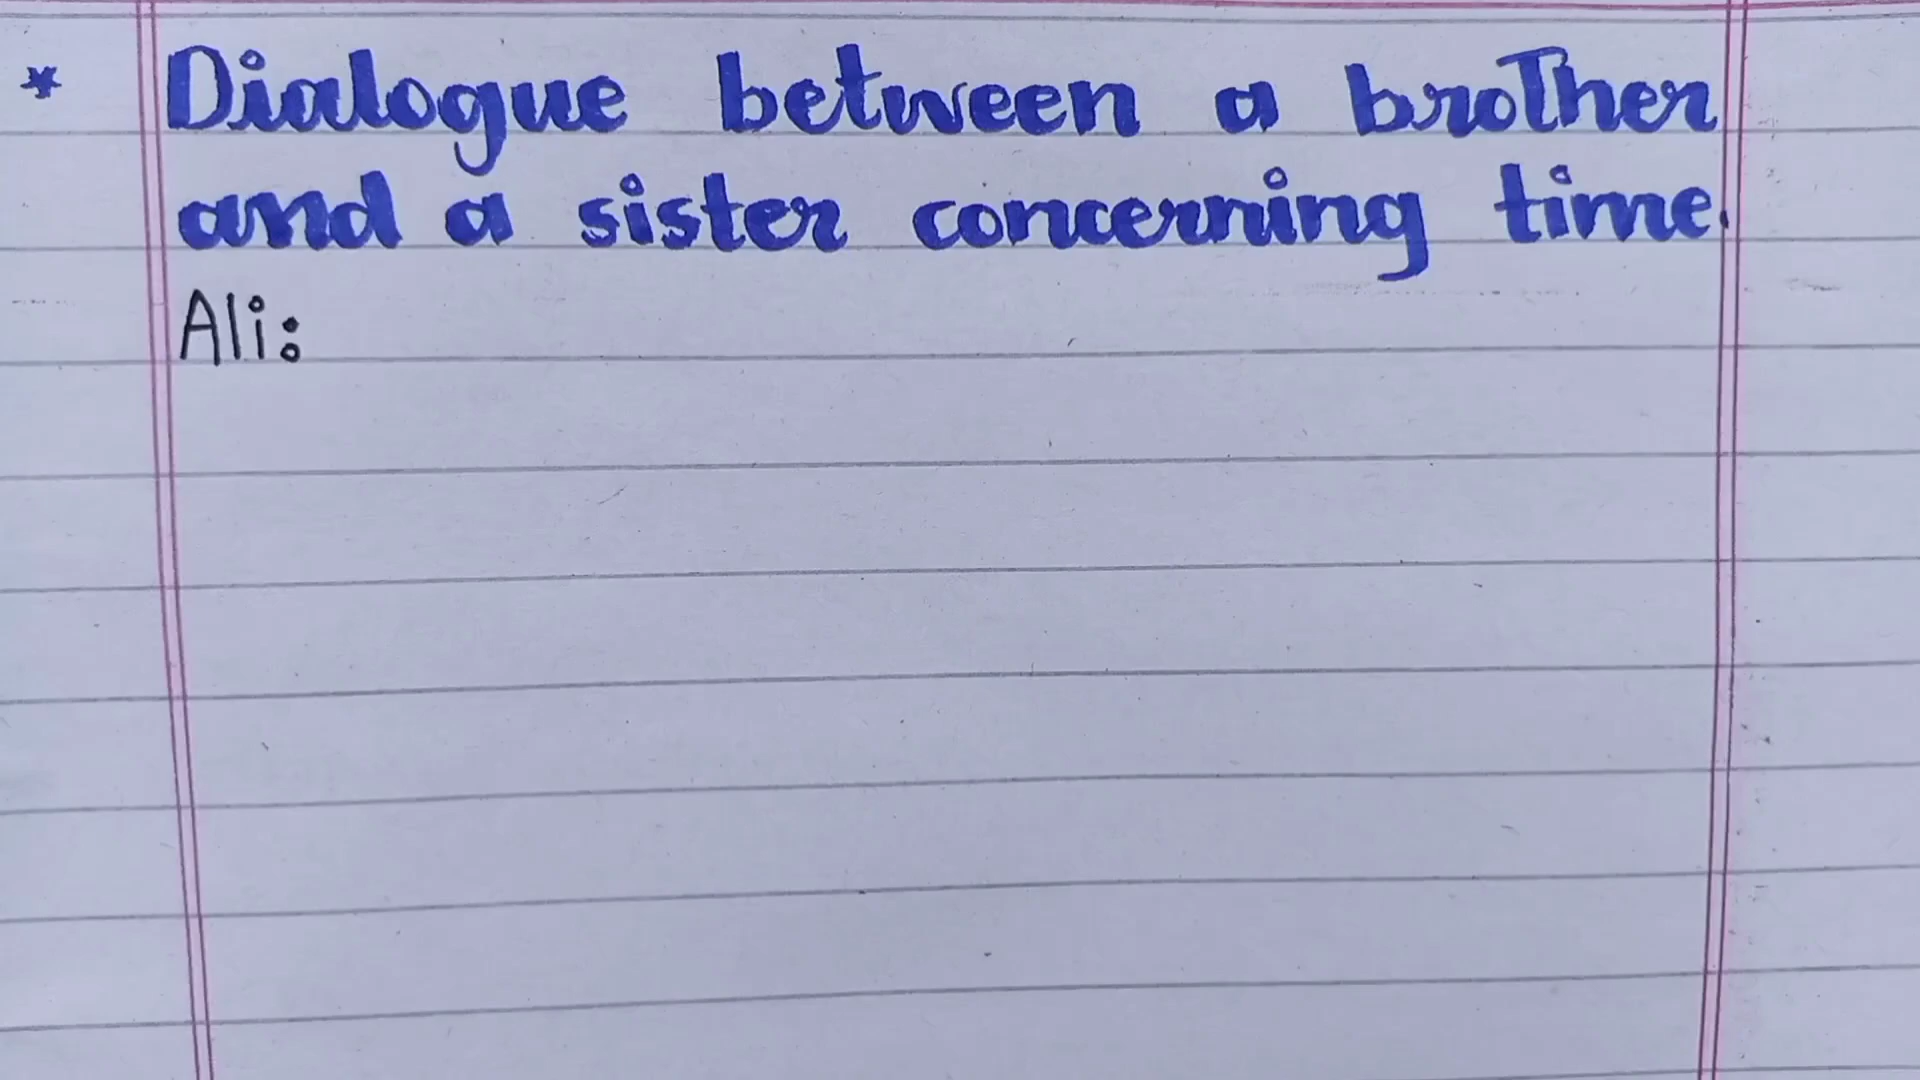 * Dialogue between a brother
and a sister concerning time.
Ali: